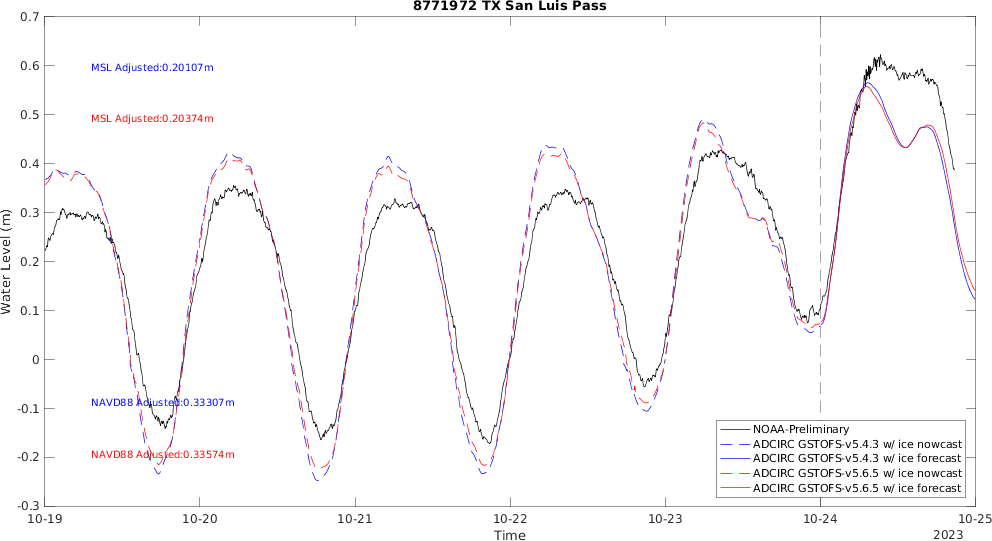 8771972 TX San Luis Pass
0.7
0.6
0.5
0.4
0.3
0.2
0.1
0
-0.1
-0.2
-0.3
Water Level (m)
MSL Adjusted:0.20107m
MSL Adjusted:0.20374m
NAVD88 Adjusted:0.33307m
NAVD88 Adjusted:0.33574m
NOAA-Preliminary
ADCIRC GSTOFS-v5.4.3 w/ ice nowcast
ADCIRC GSTOFS-v5.4.3 w/ ice forecast
ADCIRC GSTOFS-v5.6.5 w/ ice nowcast
ADCIRC GSTOFS-v5.6.5 w/ ice forecast
10-19 10-20 10-21 10-22 10-23 10-24 10-25
Time
2023